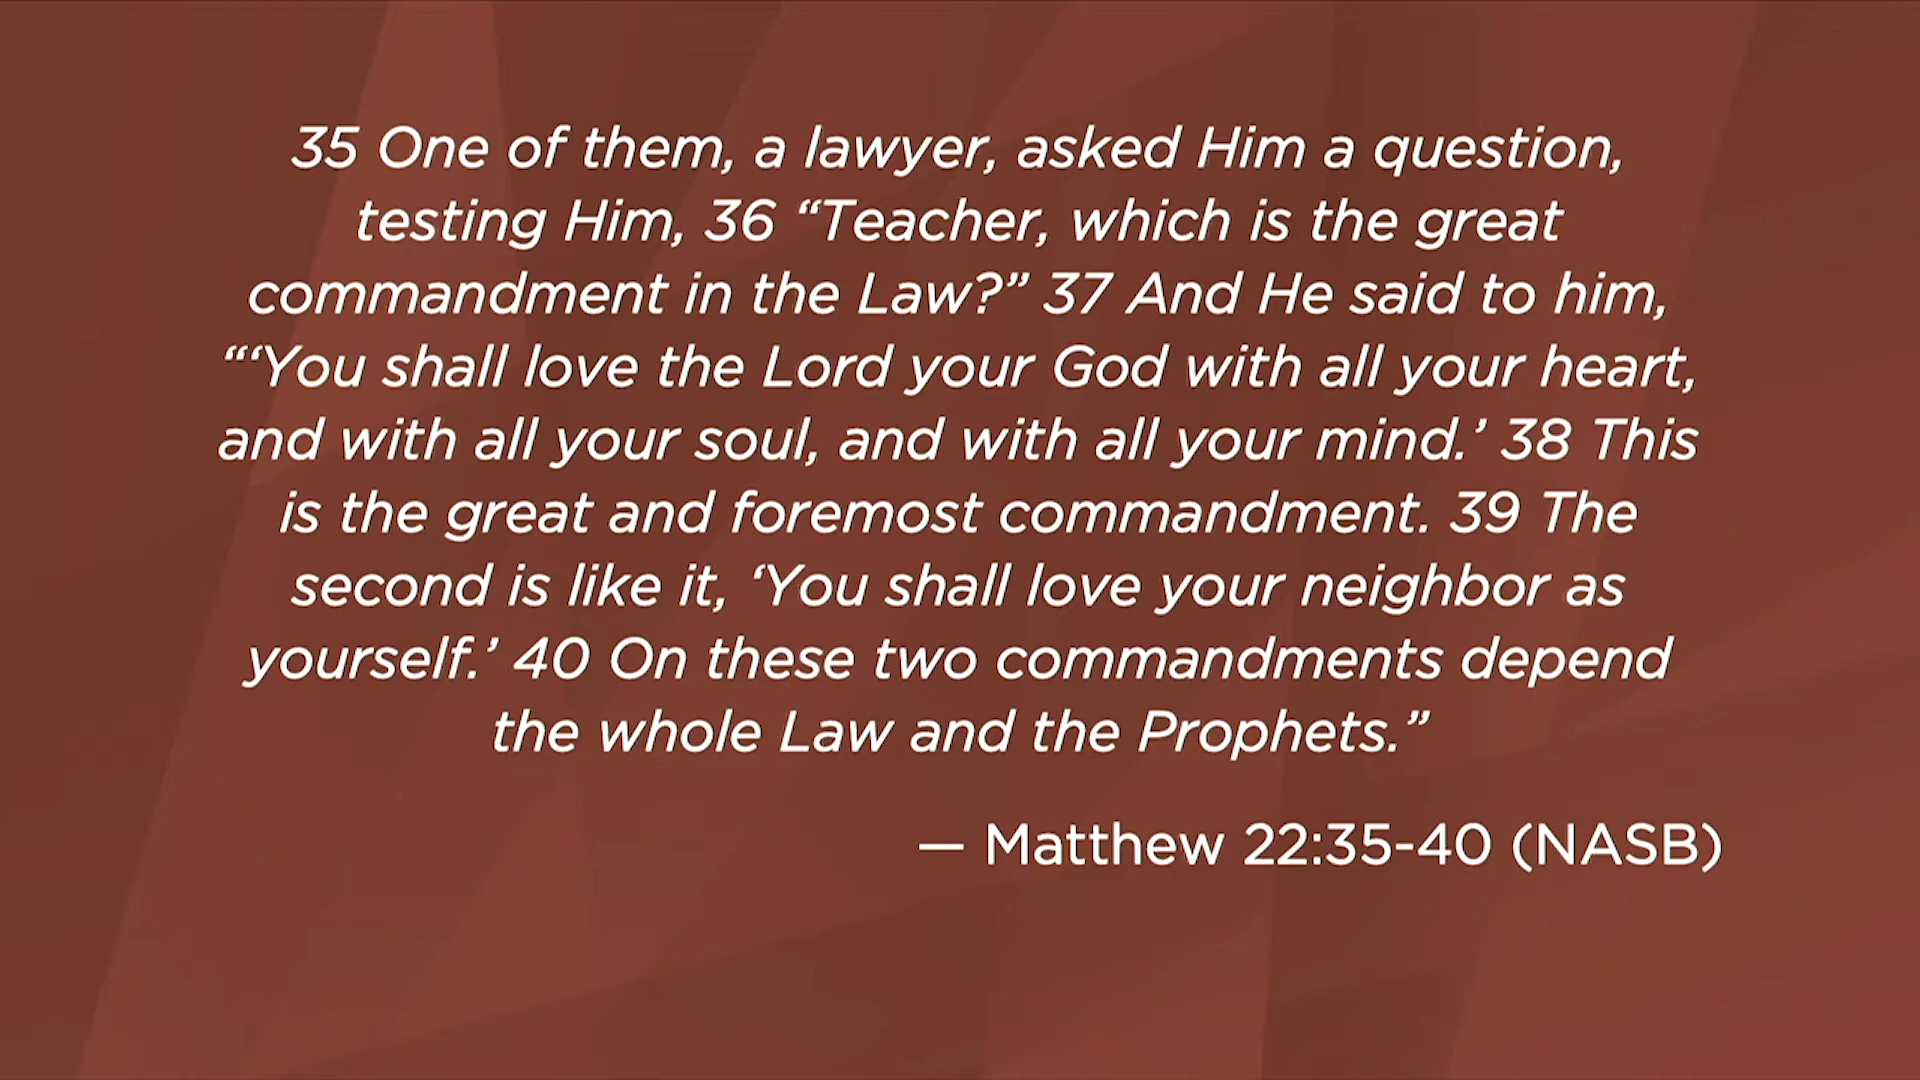 35 One of them, a lawyer, asked Him a question,
testing Him, 36 “Teacher, which is the great
commandment in the Law?” 37 And He said to him,
“‘You shall love the Lord your God with all your heart,
and with all your soul, and with all your mind.’ 38 This
is the great and foremost commandment. 39 The
second is like it, ‘You shall love your neighbor as
yourself.’ 40 On these two commandments depend
the whole Law and the Prophets.”
— Matthew 22:35-40 (NASB)